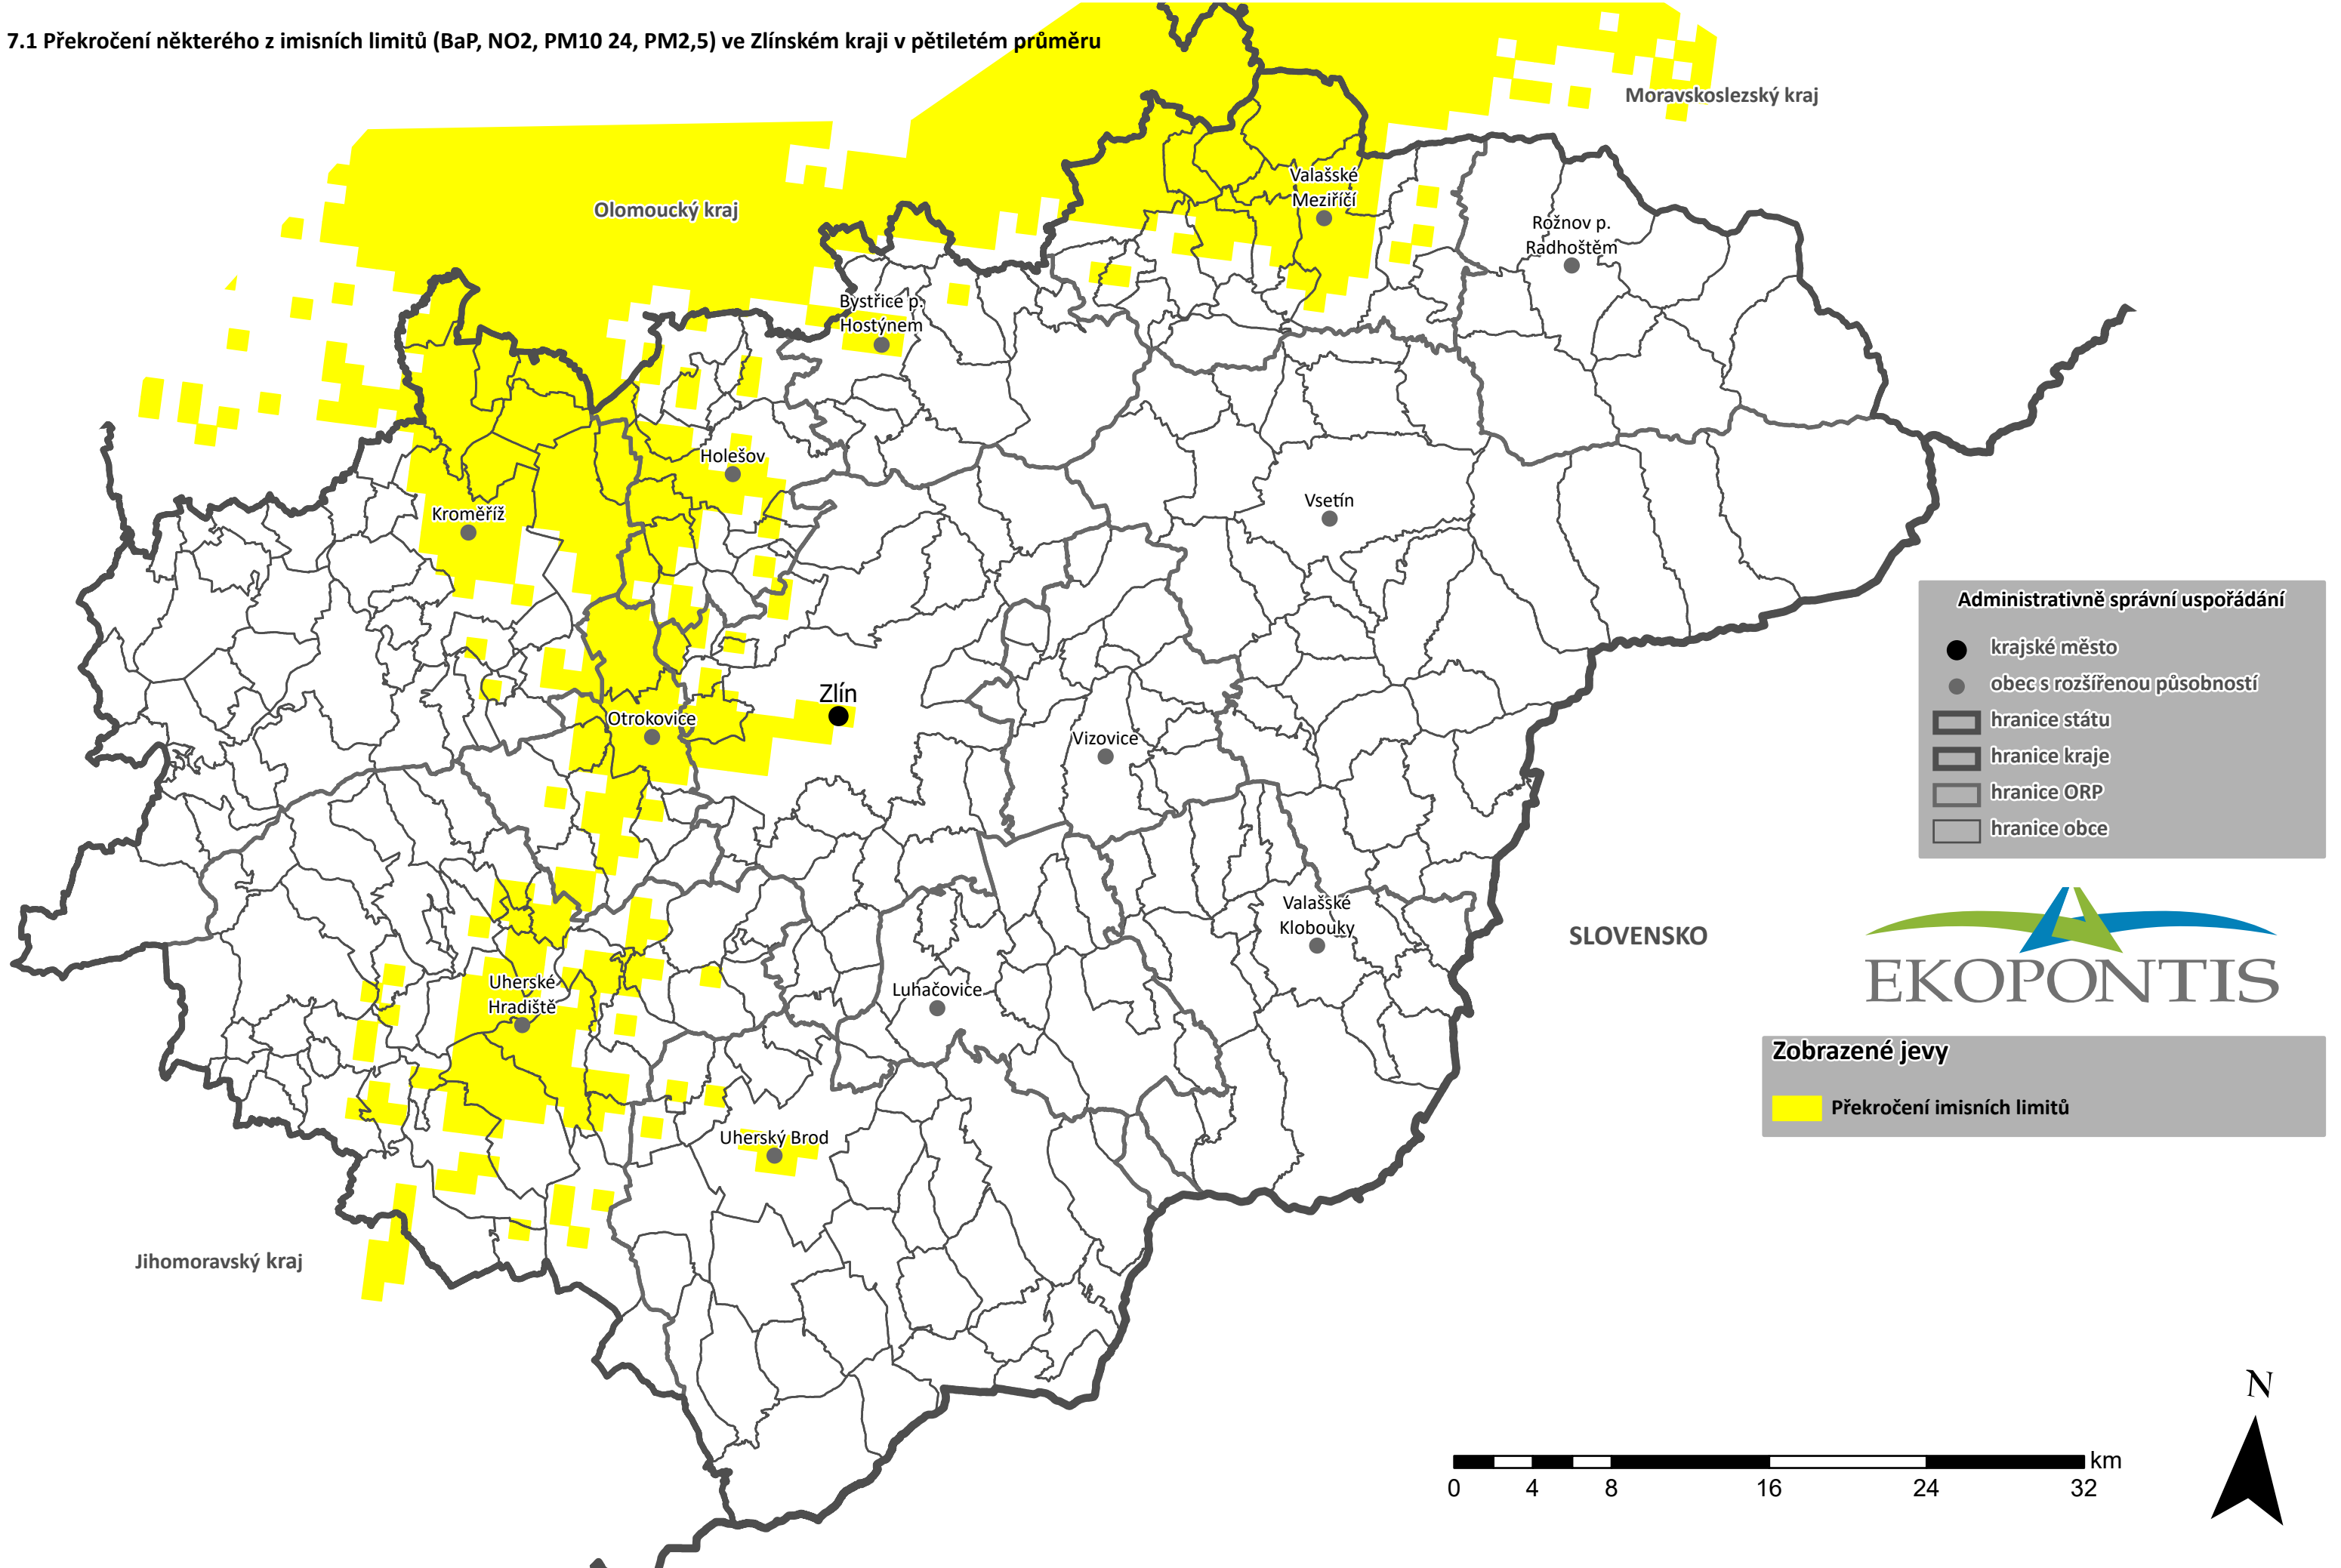 7.1 Překročení některého z imisních limitů (BaP, NO2, PM10 24, PM2,5) ve Zlínském kraji v pětiletém průměru
Moravskoslezský kraj
Olomoucký kraj
Valašské
Meziříčí
Rožnov p.
Radhoštěm
Bystřice p.
Hostýnem
Holešov
Kroměříž
Vsetín
Zlín
Otrokovice
Vizovice
Valašské
Klobouky
SLOVENSKO
Uherské
Hradiště
Luhačovice
Uherský Brod
Jihomoravský kraj
Administrativně správní uspořádání
krajské město
obec s rozšířenou působností
hranice státu
hranice kraje
hranice ORP
hranice obce
EKOPONTIS
Zobrazené jevy
Překročení imisních limitů
N
km
0 4 8 16 24 32